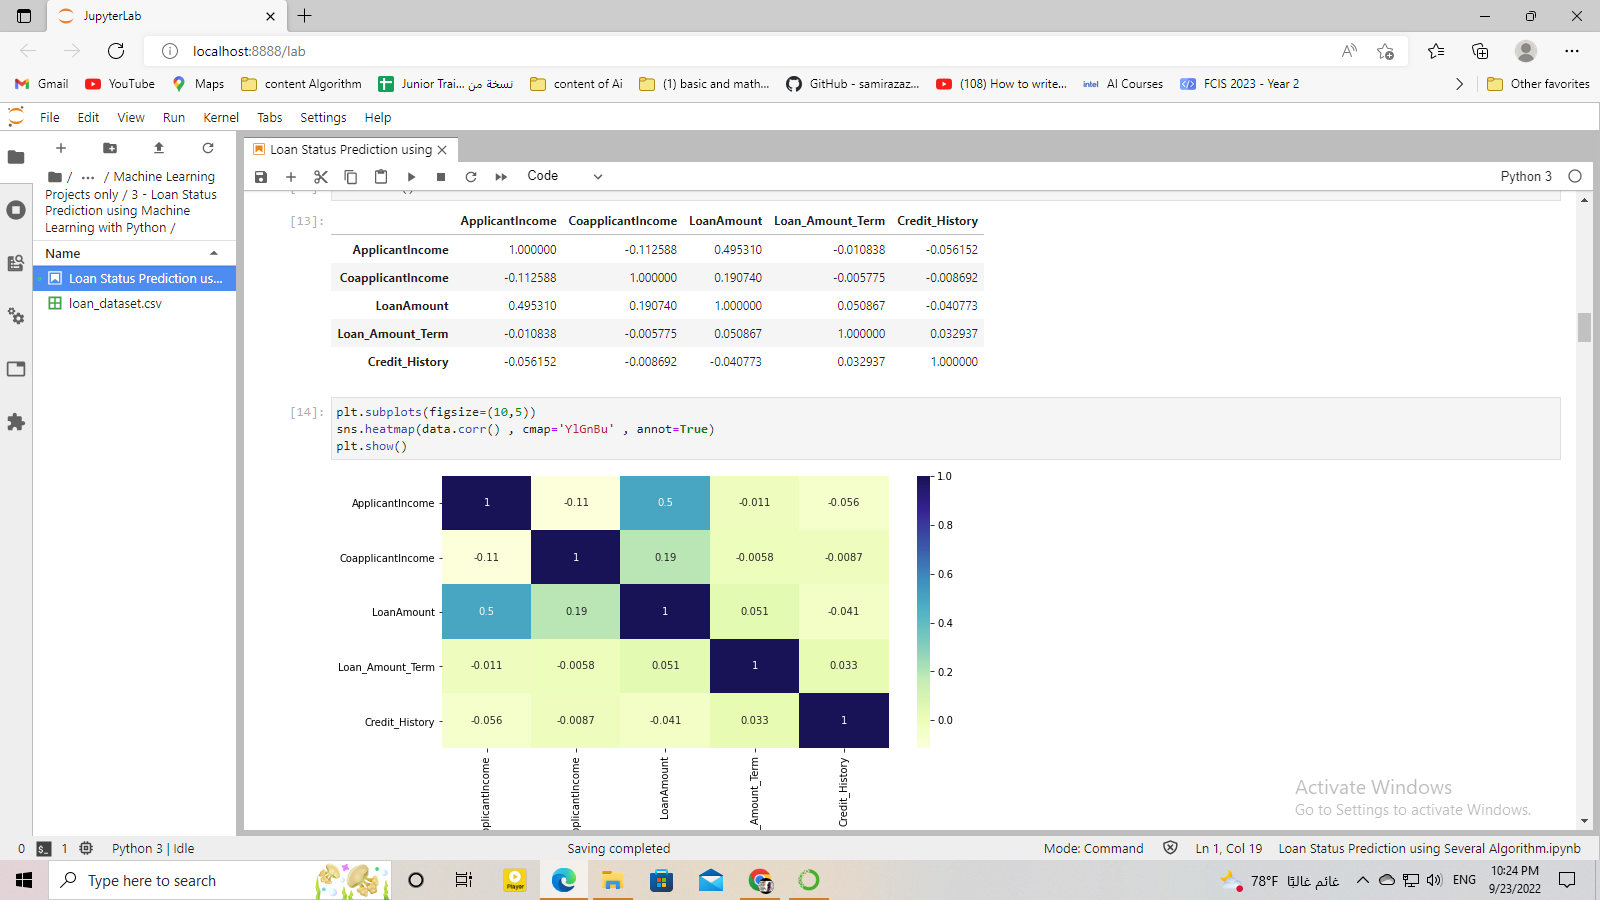 JupyterLab
localhost:8888/lab
Gmail YouTube Maps content Algorithm نسخة من Junior Trai... content of Ai (1) basic and math... GitHub - samirazaz... (108) How to write... intel AI Courses FCIS 2023 - Year 2 Other favorites
File Edit View Run Kernel Tabs Settings Help
Loan Status Prediction using
/ ··· / Machine Learning
Projects only / 3 - Loan Status
Prediction using Machine
Learning with Python /
Name
Loan Status Prediction us...
loan_dataset.csv
Code
Python 3
[13]:
ApplicantIncome CoapplicantIncome LoanAmount Loan_Amount_Term Credit_History
ApplicantIncome 1.000000 -0.112588 0.495310 -0.010838 -0.056152
CoapplicantIncome -0.112588 1.000000 0.190740 -0.005775 -0.008692
LoanAmount 0.495310 0.190740 1.000000 0.050867 -0.040773
Loan_Amount_Term -0.010838 -0.005775 0.050867 1.000000 0.032937
Credit_History -0.056152 -0.008692 -0.040773 0.032937 1.000000
[14]:
plt.subplots(figsize=(10,5))
sns.heatmap(data.corr() , cmap='YlGnBu' , annot=True)
plt.show()
ApplicantIncome 1 -0.11 0.5 -0.011 -0.056
CoapplicantIncome -0.11 1 0.19 -0.0058 -0.0087
LoanAmount 0.5 0.19 1 0.051 -0.041
Loan_Amount_Term -0.011 -0.0058 0.051 1 0.033
Credit_History -0.056 -0.0087 -0.041 0.033 1
1.0
0.8
0.6
0.4
0.2
0.0
pplicantIncome
pplicantIncome
LoanAmount
_Amount_Term
Credit_History
Activate Windows
Go to Settings to activate Windows.
0 1 Python 3 | Idle Saving completed Mode: Command Ln 1, Col 19 Loan Status Prediction using Several Algorithm.ipynb
Type here to search
Player
78°F غائم غالبًا
ENG
10:24 PM
9/23/2022